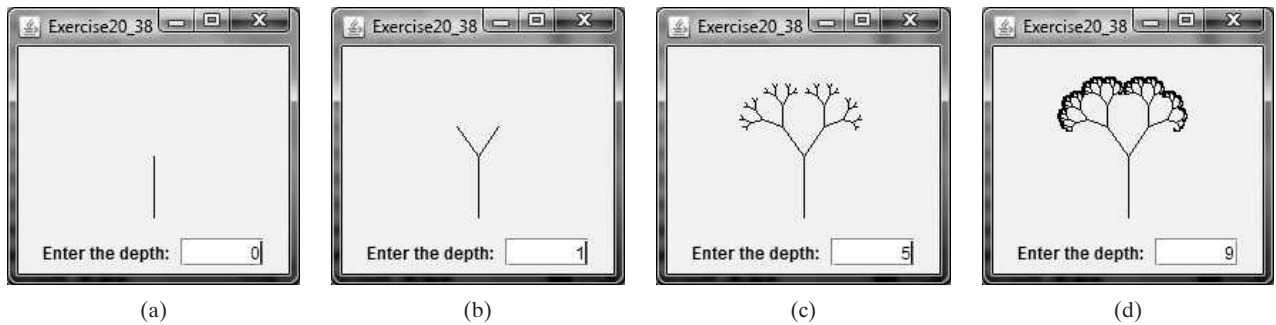 Exercise20_38
Enter the depth: 0
(a)
Exercise20_38
Enter the depth: 1
(b)
Exercise20_38
Enter the depth: 5
(c)
Exercise20_38
Enter the depth: 9
(d)